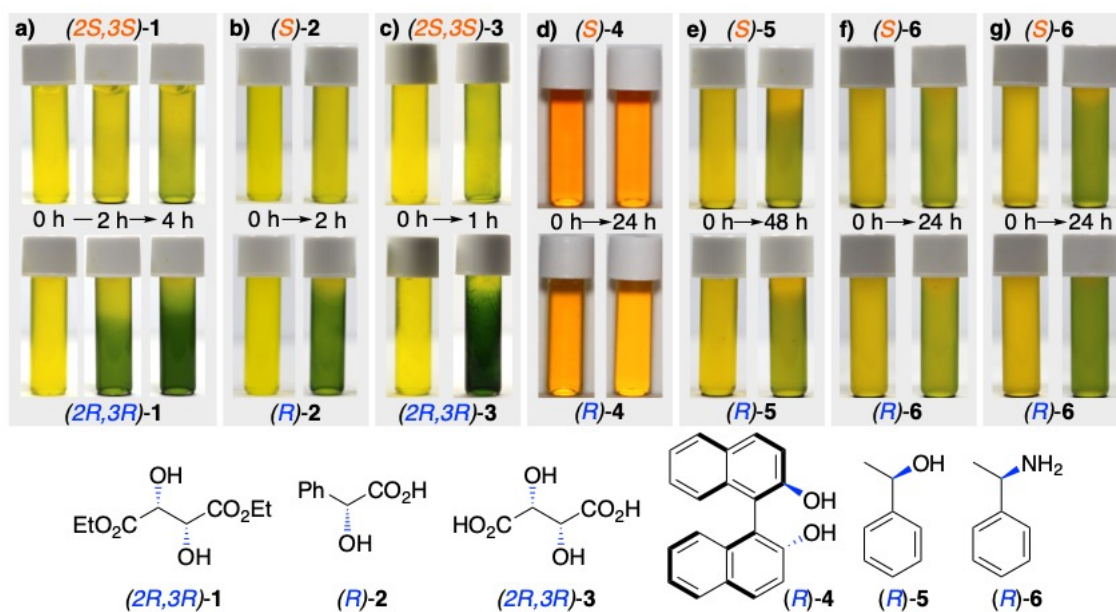 a) (2S,3S)-1 b) (S)-2 c) (2S,3S)-3 d) (S)-4 e) (S)-5 f) (S)-6 g) (S)-6
0 h 2 h 4 h 0 h 2 h 0 h 1 h 0 h 24 h 0 h 48 h 0 h 24 h 0 h 24 h
(2R,3R)-1 (R)-2 (2R,3R)-3 (R)-4 (R)-5 (R)-6 (R)-6
OH
EtO₂C CO₂Et
OH
(2R,3R)-1
Ph CO₂H
OH
(R)-2
OH
HO₂C CO₂H
OH
(2R,3R)-3
OH
OH
(R)-4
OH
(R)-5
NH₂
(R)-6